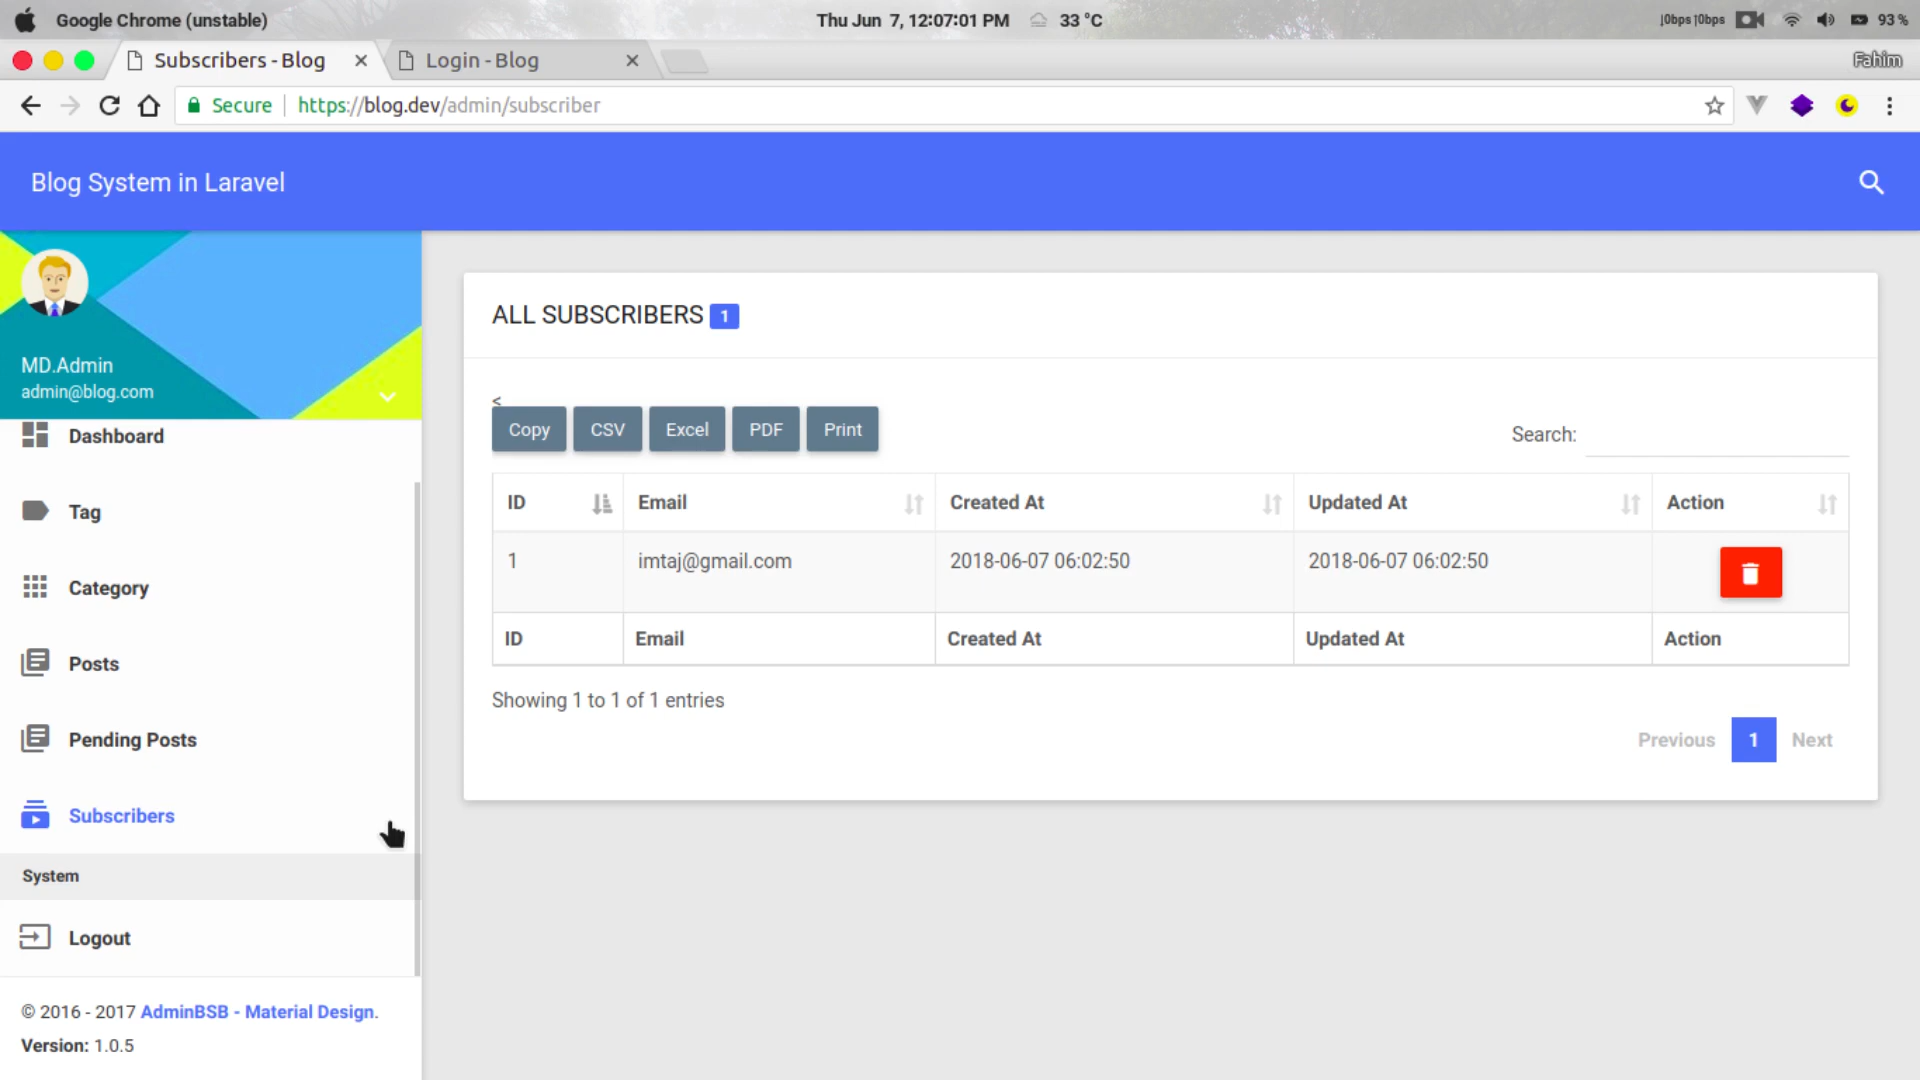 Google Chrome (unstable)
Thu Jun 7, 12:07:01 PM 33 °C
0bps 0bps 93 %
Subscribers - Blog
Login - Blog
Fahim
Secure https://blog.dev/admin/subscriber
Blog System in Laravel
MD.Admin
admin@blog.com
Dashboard
Tag
Category
Posts
Pending Posts
Subscribers
System
Logout
© 2016 - 2017 AdminBSB - Material Design.
Version: 1.0.5
ALL SUBSCRIBERS 1
<
Copy CSV Excel PDF Print
Search:
ID Email Created At Updated At Action
1 imtaj@gmail.com 2018-06-07 06:02:50 2018-06-07 06:02:50
ID Email Created At Updated At Action
Showing 1 to 1 of 1 entries
Previous 1 Next